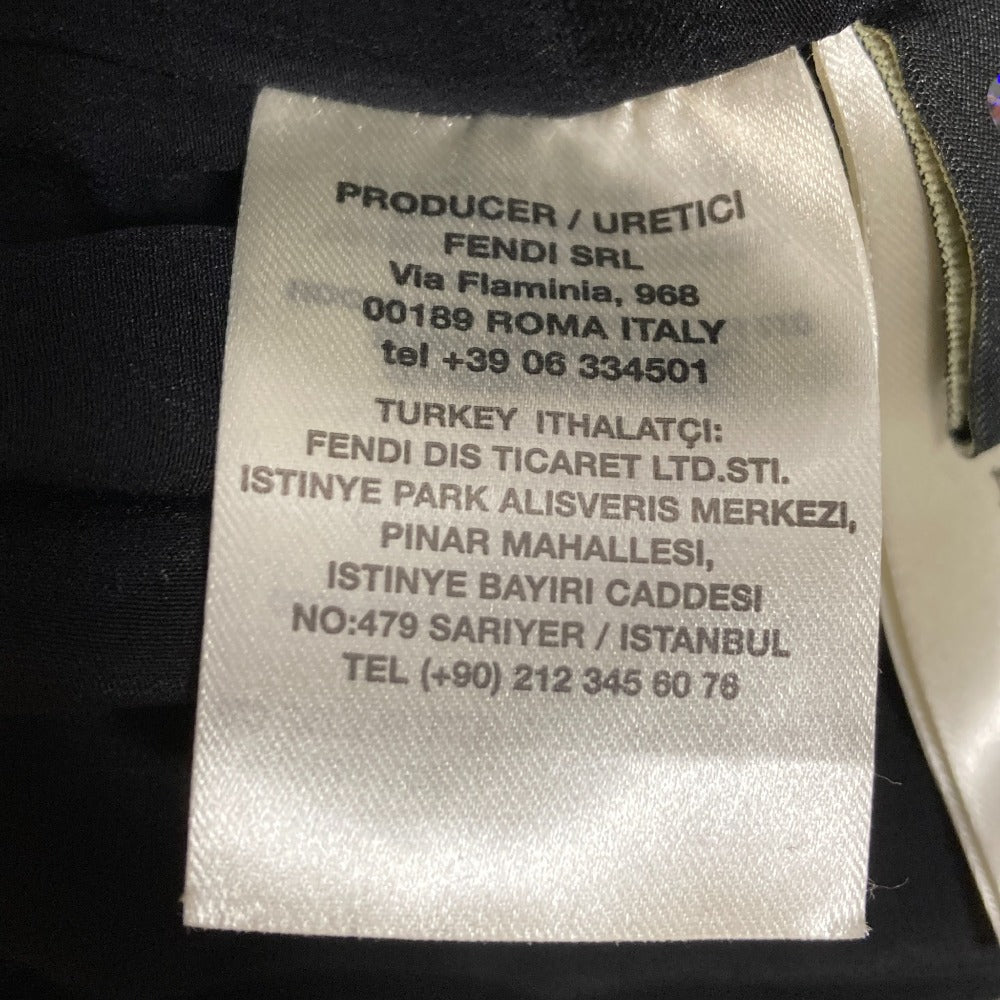 PRODUCER / URETICİ
FENDI SRL
Via Flaminia, 968
00189 ROMA ITALY
tel +39 06 334501
TURKEY ITHALATÇI:
FENDI DIS TICARET LTD.STI.
ISTINYE PARK ALISVERIS MERKEZI,
PINAR MAHALLESI,
ISTINYE BAYIRI CADDESI
NO:479 SARIYER / ISTANBUL
TEL (+90) 212 345 60 76